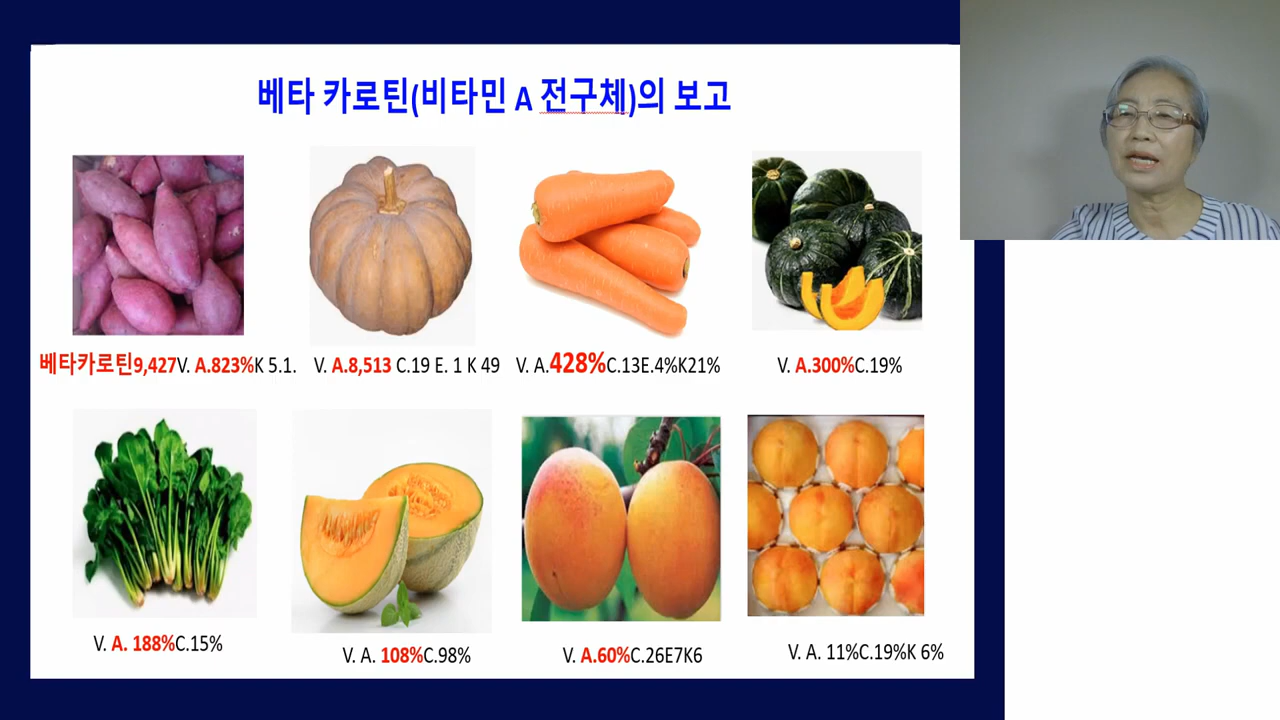 베타 카로틴(비타민 A 전구체)의 보고
베타카로틴9,427V. A.823%K 5.1.
V. A.8,513 C.19 E. 1 K 49
V. A.428%C.13E.4%K21%
V. A.300%C.19%
V. A. 188%C.15%
V. A. 108%C.98%
V. A.60%C.26E7K6
V. A. 11%C.19%K 6%